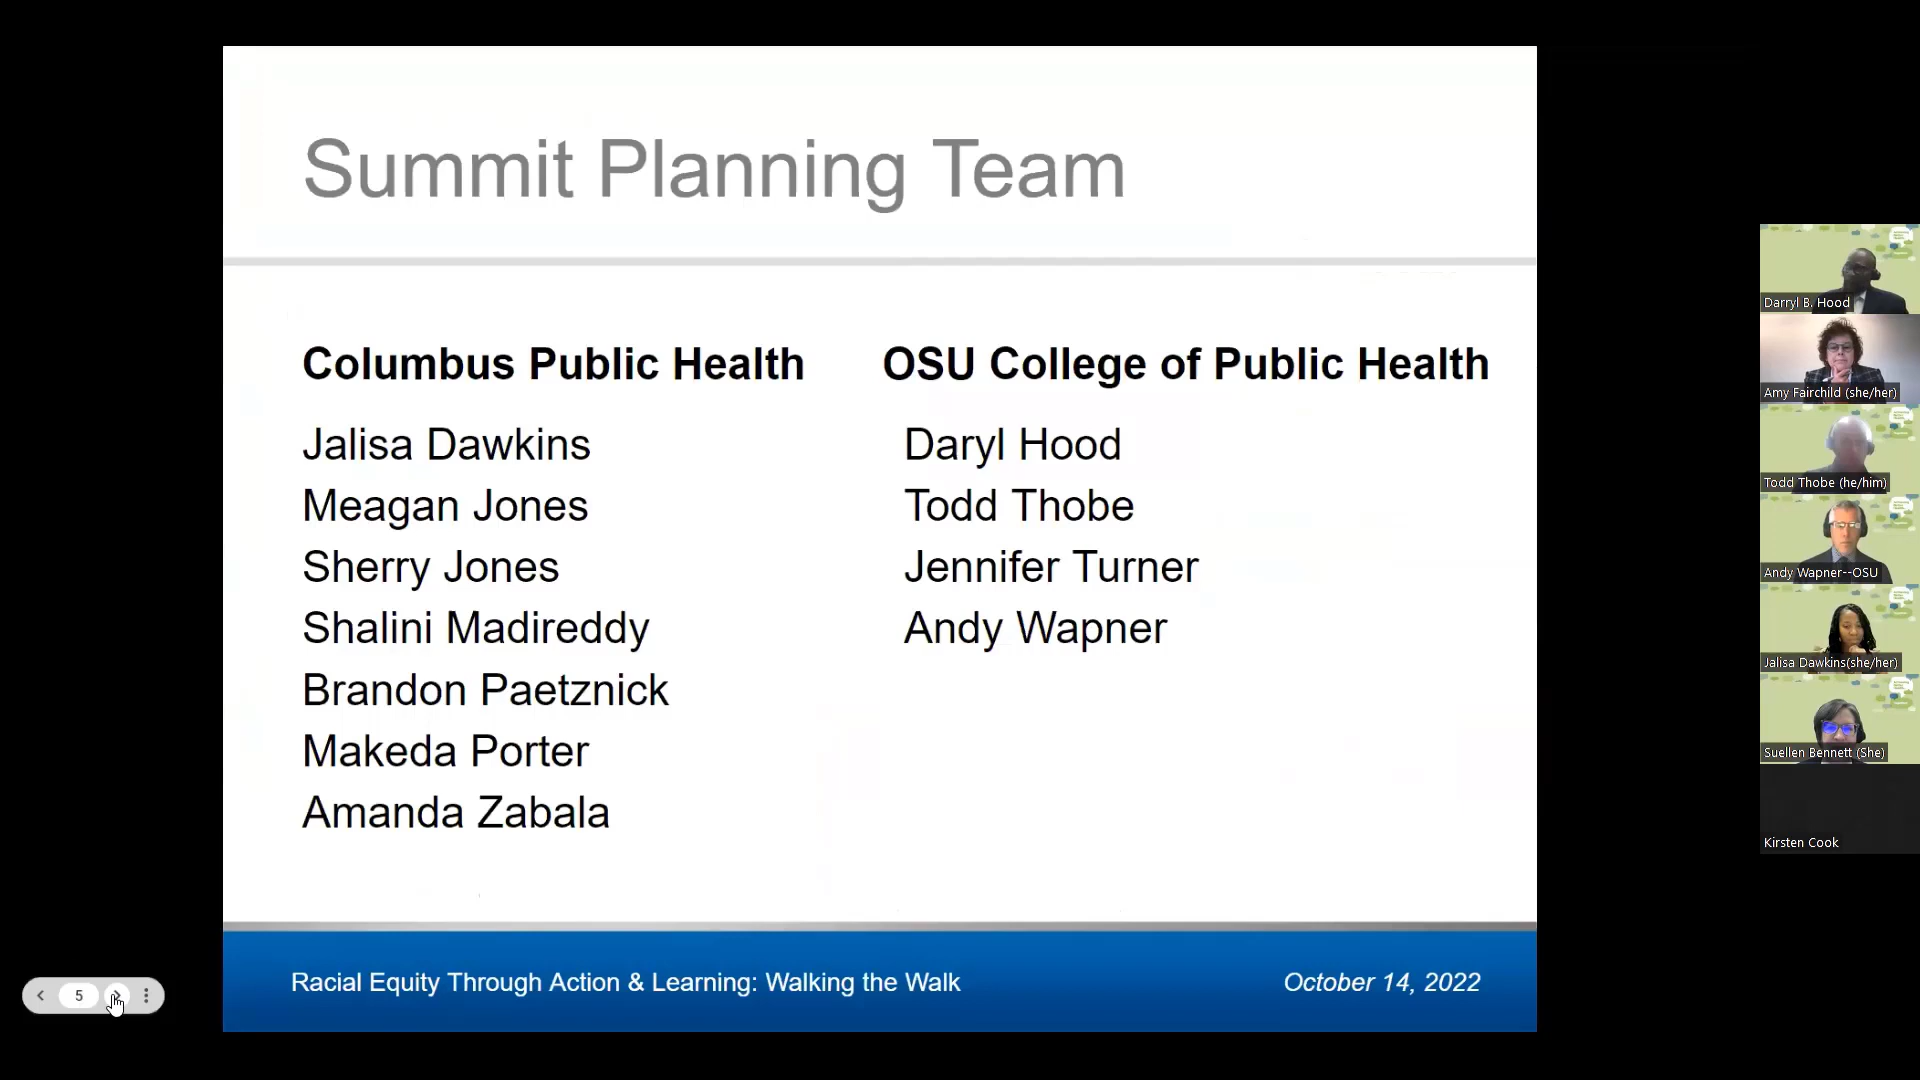 Summit Planning Team
Columbus Public Health
Jalisa Dawkins
Meagan Jones
Sherry Jones
Shalini Madireddy
Brandon Paetznick
Makeda Porter
Amanda Zabala
OSU College of Public Health
Daryl Hood
Todd Thobe
Jennifer Turner
Andy Wapner
Racial Equity Through Action & Learning: Walking the Walk
October 14, 2022
5
Darryl B. Hood
Amy Fairchild (she/her)
Todd Thobe (he/him)
Andy Wapner--OSU
Jalisa Dawkins(she/her)
Suellen Bennett (She)
Kirsten Cook